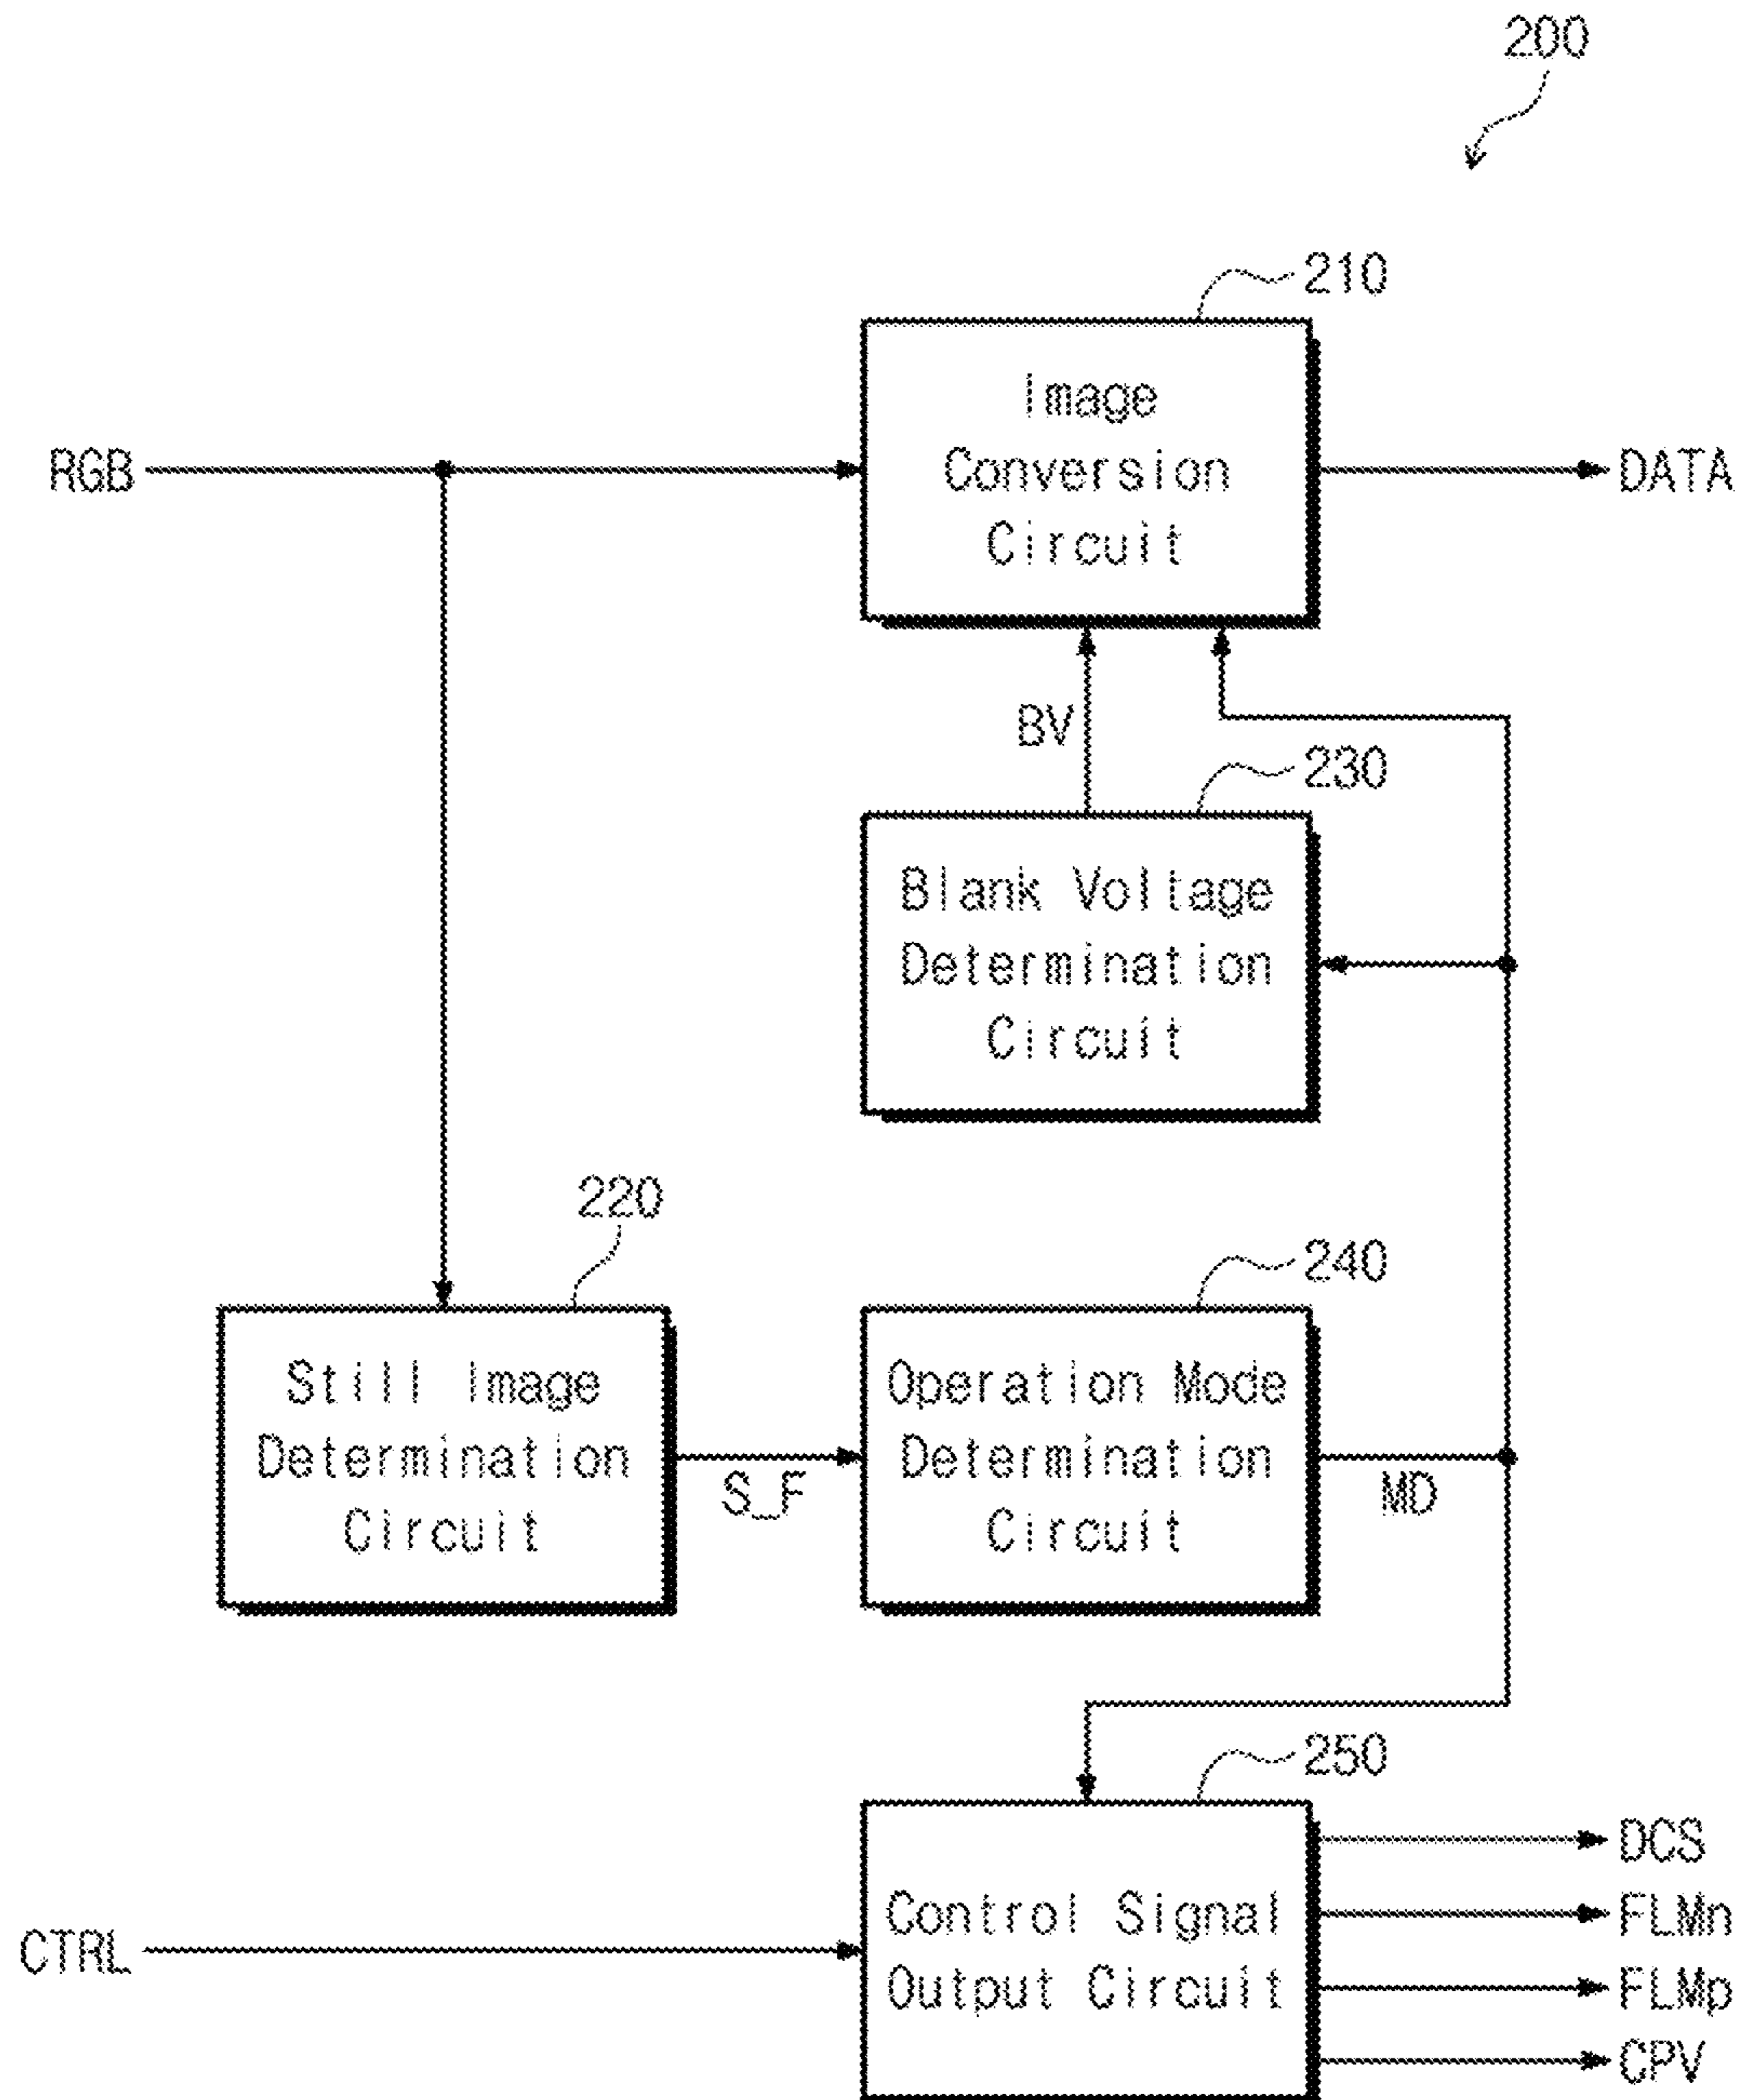 200
210
Image
Conversion
Circuit
RGB
DATA
BV
230
Blank Voltage
Determination
Circuit
220
240
Still Image
Determination
Circuit
S_F
Operation Mode
Determination
Circuit
MD
250
CTRL
Control Signal
Output Circuit
DCS
FLMn
FLMp
CPV